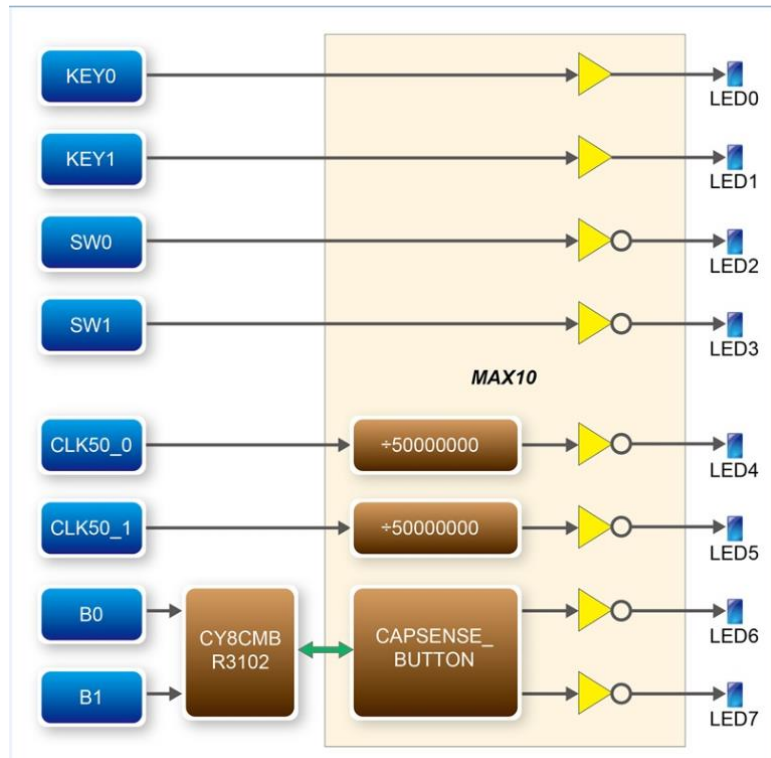 KEY0
LED0
KEY1
LED1
SW0
LED2
SW1
LED3
MAX10
CLK50_0
÷50000000
LED4
CLK50_1
÷50000000
LED5
B0
CY8CMB
R3102
CAPSENSE_
BUTTON
LED6
B1
LED7